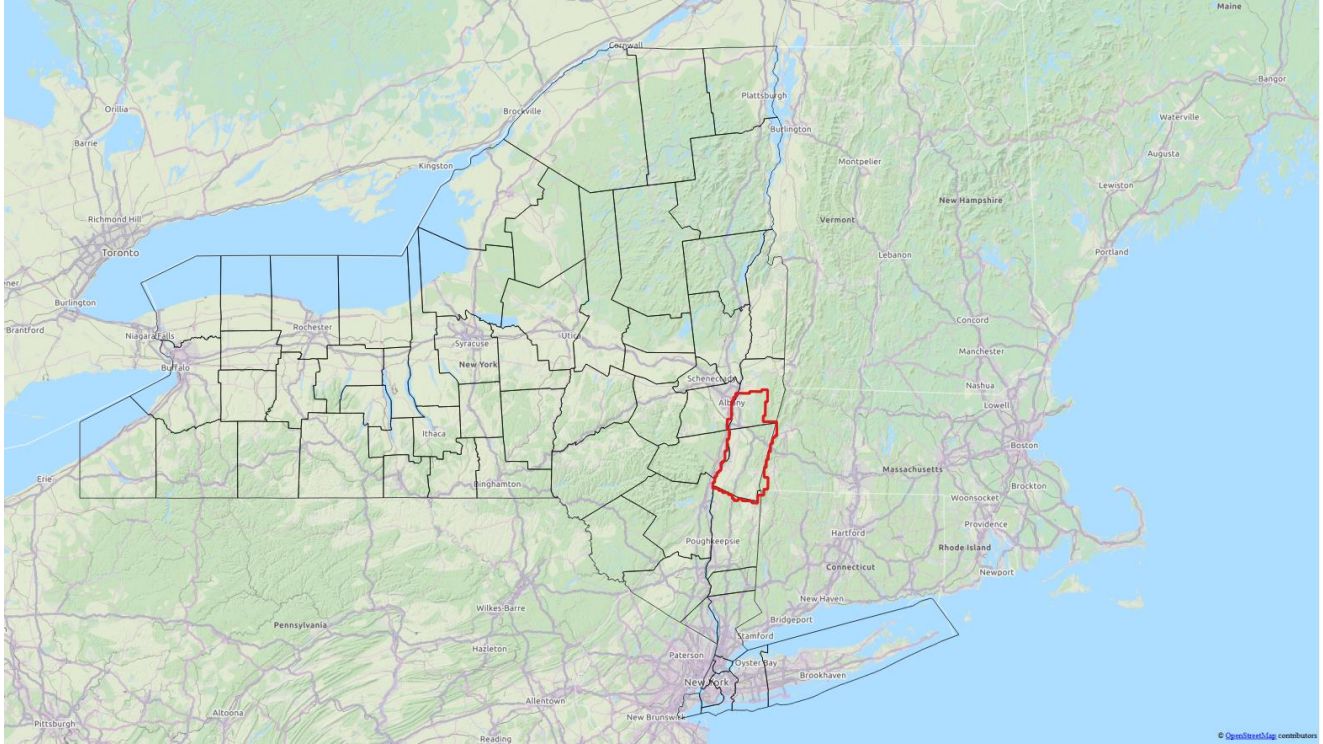 Maine
Cornwall
Bangor
Plattsburgh
Orillia
Brockville
Waterville
Burlington
Barrie
Augusta
Montpelier
Kingston
Lewiston
New Hampshire
Richmond Hill
Vermont
Toronto
Portland
Lebanon
Burlington
Concord
Rochester
Brantford
Niagara Falls
Utica
Syracuse
Manchester
New York
Buffalo
Schenectady
Nashua
Albany
Lowell
Ithaca
Boston
Massachusetts
Erie
Binghamton
Brockton
Woonsocket
Providence
Hartford
Poughkeepsie
Rhode Island
Connecticut
Newport
New Haven
Wilkes-Barre
Bridgeport
Pennsylvania
Stamford
Hazleton
Paterson
Oyster Bay
Brookhaven
New York
Allentown
Altoona
New Brunswick
Pittsburgh
Reading
© OpenStreetMap contributors